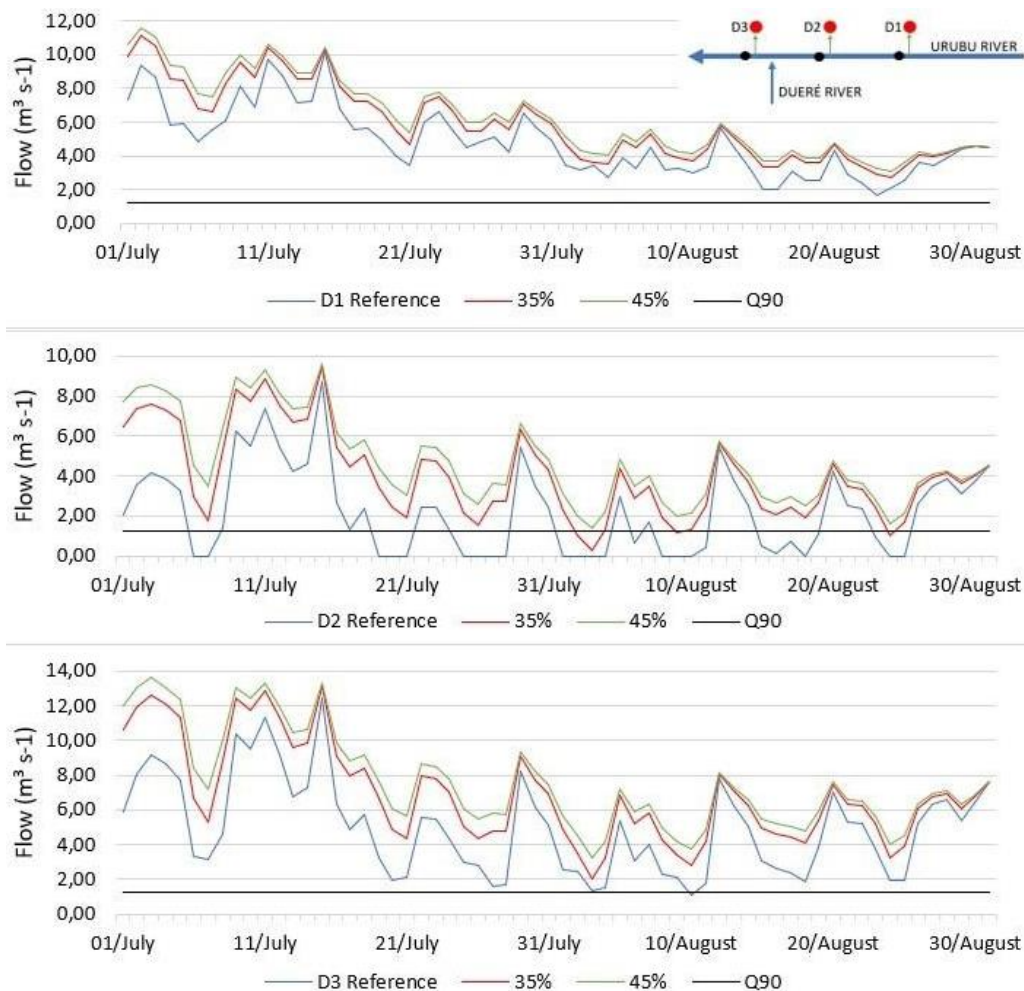 12,00
10,00
8,00
6,00
4,00
2,00
0,00
Flow (m³ s-1)
D3
D2
D1
URUBU RIVER
DUERÉ RIVER
01/July 11/July 21/July 31/July 10/August 20/August 30/August
D1 Reference 35% 45% Q90
10,00
8,00
6,00
4,00
2,00
0,00
Flow (m³ s-1)
01/July 11/July 21/July 31/July 10/August 20/August 30/August
D2 Reference 35% 45% Q90
14,00
12,00
10,00
8,00
6,00
4,00
2,00
0,00
Flow (m³ s-1)
01/July 11/July 21/July 31/July 10/August 20/August 30/August
D3 Reference 35% 45% Q90